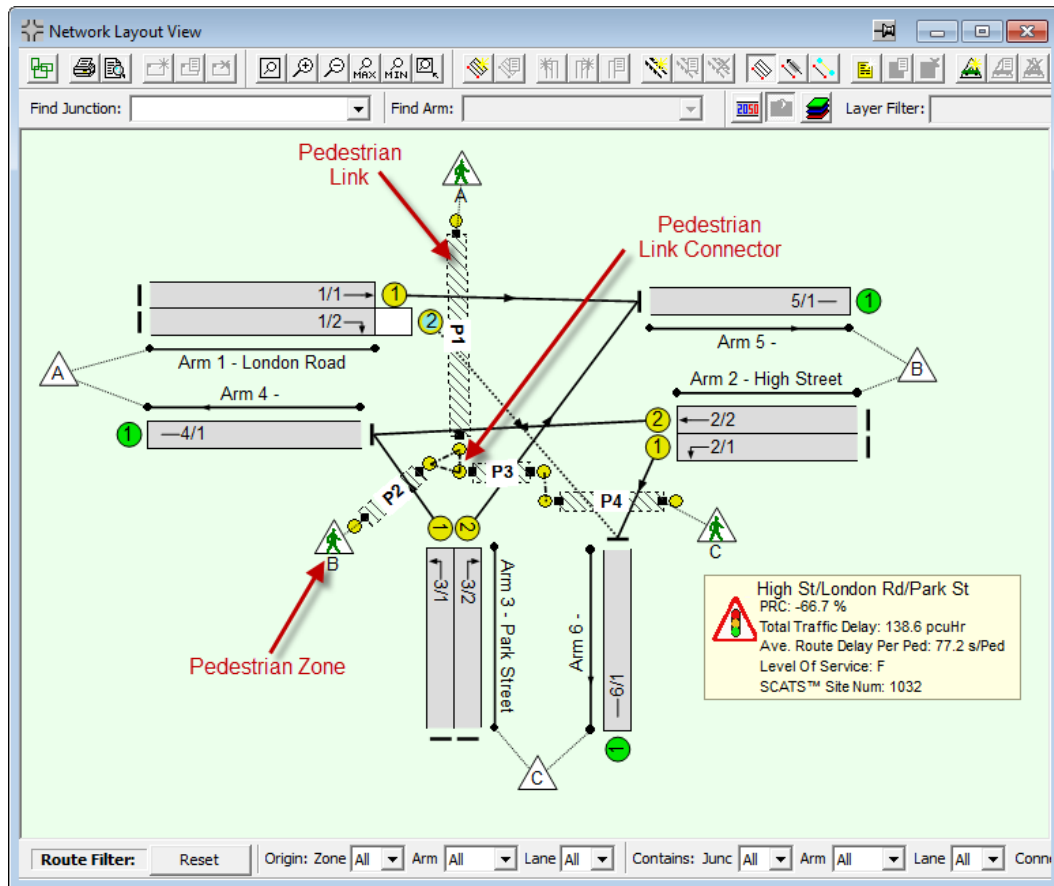 Network Layout View
MAX
MIN
2050
Find Junction:
Find Arm:
Layer Filter:
Pedestrian
Link
A
Pedestrian
Link Connector
1/1
1
1/2
2
P1
5/1
1
Arm 1 - London Road
Arm 5 -
A
B
Arm 4 -
Arm 2 - High Street
1
4/1
2
2/2
1
2/1
P2
P3
P4
B
C
1
2
3/1
3/2
Arm 3 - Park Street
Arm 6 -
6/1
1
C
Pedestrian Zone
High St/London Rd/Park St
PRC: -66.7 %
Total Traffic Delay: 138.6 pcuHr
Ave. Route Delay Per Ped: 77.2 s/Ped
Level Of Service: F
SCATS™ Site Num: 1032
Route Filter:
Reset
Origin: Zone All Arm All Lane All
Contains: Junc All Arm All Lane All